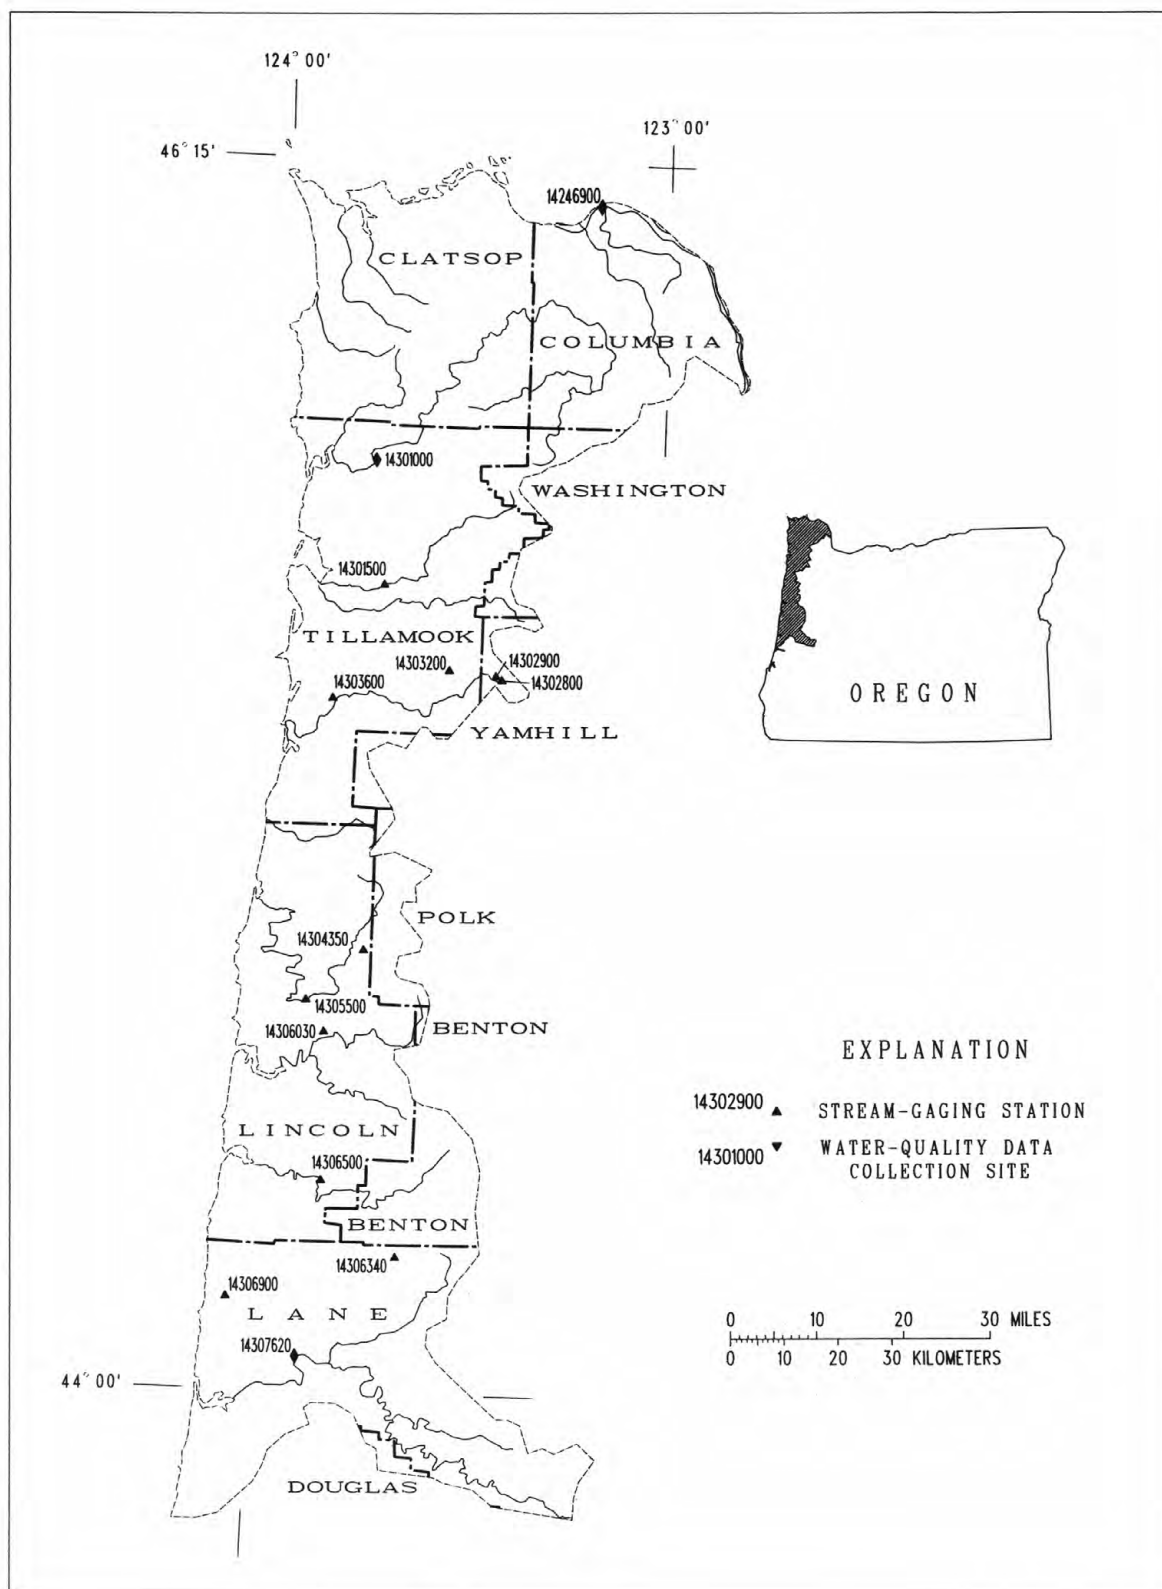 124° 00'
123° 00'
46° 15'
14246900
CLATSOP
COLUMBIA
14301000
WASHINGTON
14301500
TILLAMOOK
14303200
14302900
14302800
14303600
OREGON
YAMHILL
POLK
14304350
14305500
14306030
BENTON
EXPLANATION
14302900 STREAM-GAGING STATION
14301000 WATER-QUALITY DATA
COLLECTION SITE
LINCOLN
14306500
BENTON
14306340
14306900
LANE
14307620
0 10 20 30 MILES
0 10 20 30 KILOMETERS
44° 00'
DOUGLAS